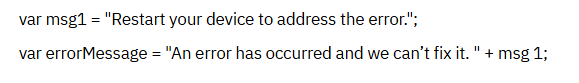 var msg1 = "Restart your device to address the error.";
var errorMessage = "An error has occurred and we can’t fix it. " + msg 1;